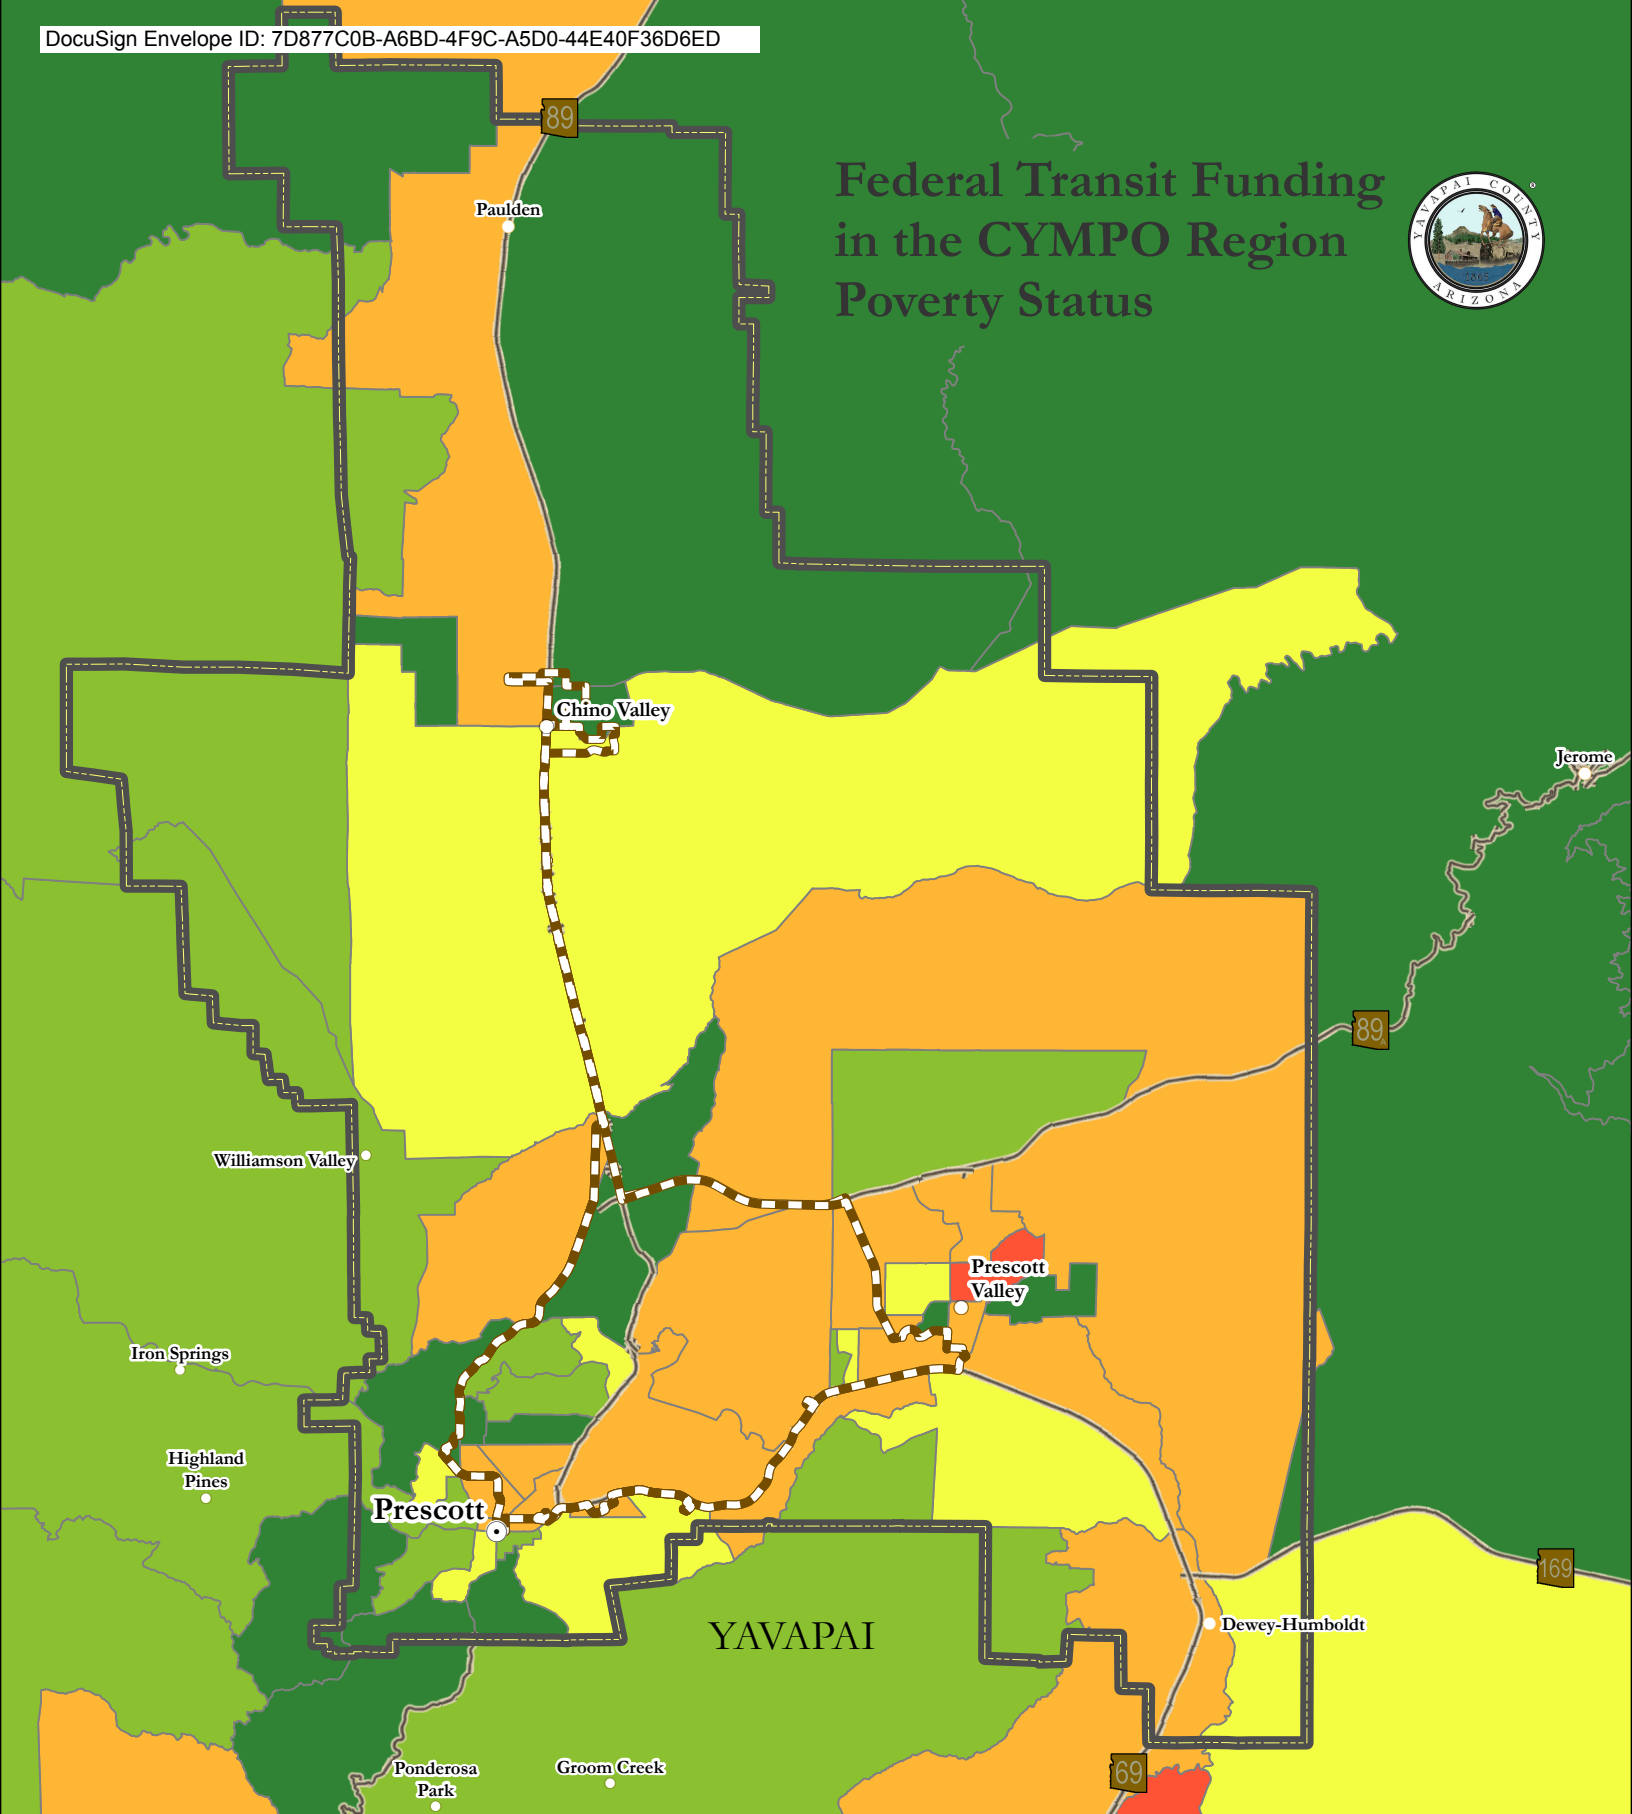 DocuSign Envelope ID: 7D877C0B-A6BD-4F9C-A5D0-44E40F36D6ED
89
Federal Transit Funding
in the CYMPO Region
Poverty Status
YAVAPAI COUNTY
®
1865
ARIZONA
Paulden
Chino Valley
Jerome
89
A
Williamson Valley
Prescott
Valley
Iron Springs
Highland
Pines
Prescott
169
YAVAPAI
Dewey-Humboldt
Ponderosa
Park
Groom Creek
69